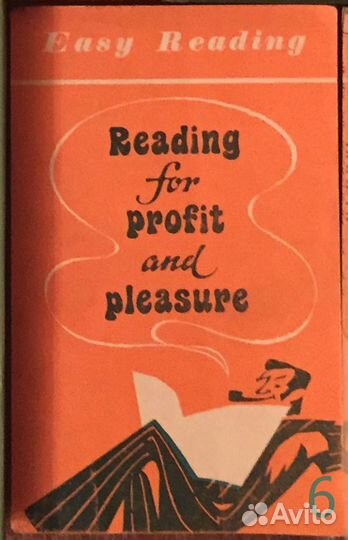 Easy Reading
Reading
for
profit
and
pleasure
6
Avito